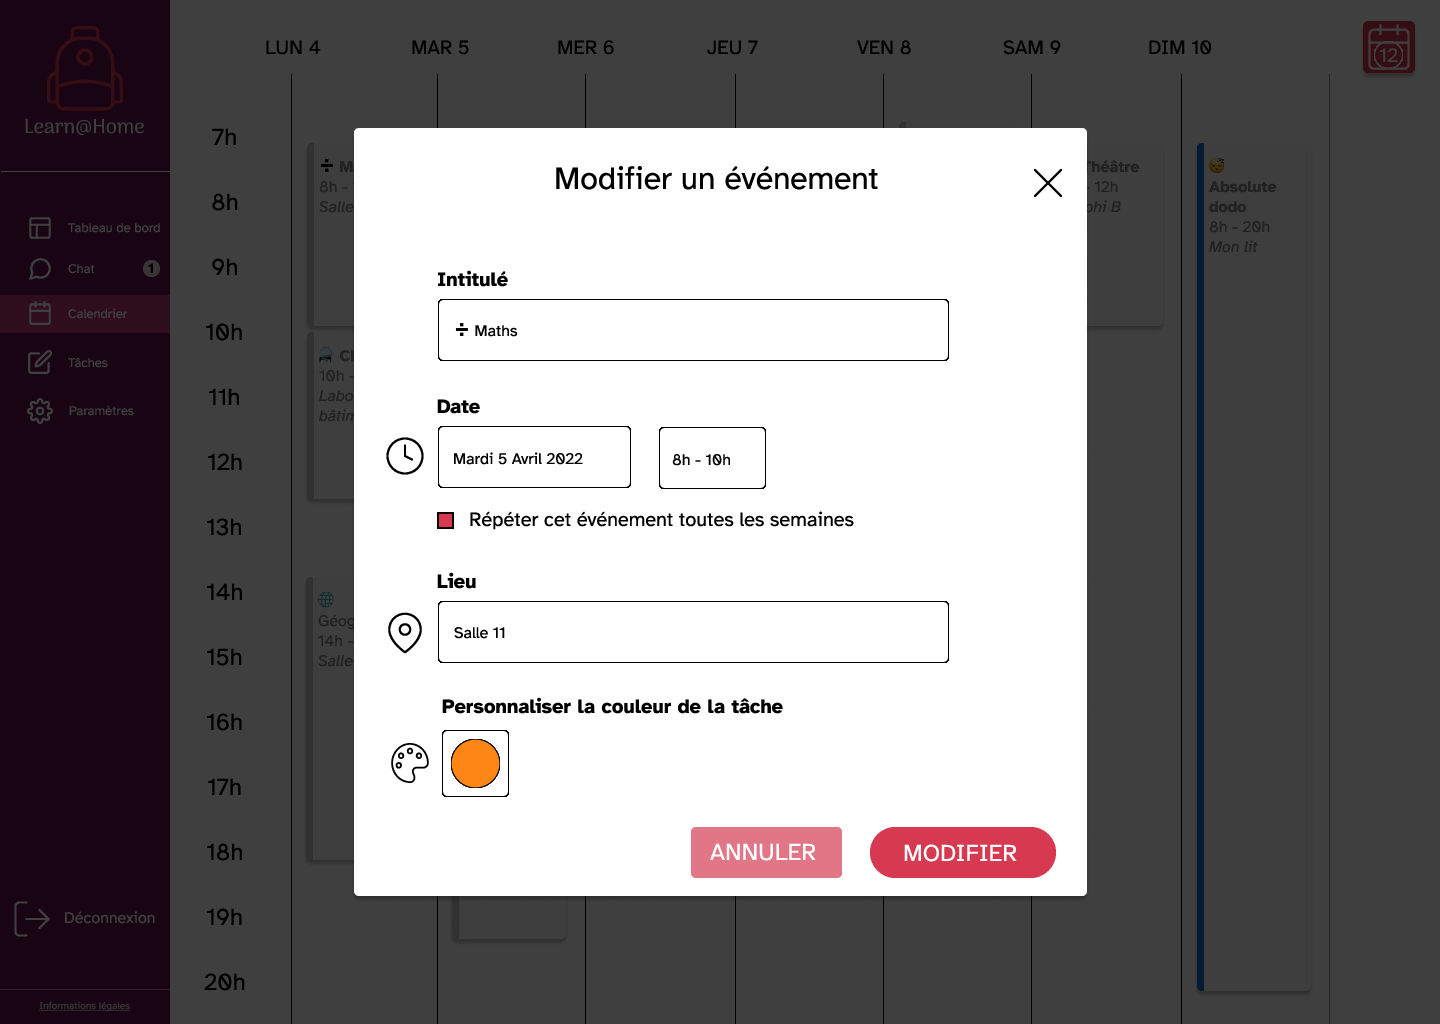 Learn@Home
Tableau de bord
Chat
1
Calendrier
Tâches
Paramètres
Déconnexion
Informations légales
LUN 4
MAR 5
MER 6
JEU 7
VEN 8
SAM 9
DIM 10
12
7h
8h
9h
10h
11h
12h
13h
14h
15h
16h
17h
18h
19h
20h
÷ M
8h -
Salle
10h -
Labo
14h -
Salle
Théâtre
- 12h
B
Absolute
dodo
8h - 20h
Mon lit
Modifier un événement
Intitulé
÷ Maths
Date
Mardi 5 Avril 2022
8h - 10h
Répéter cet événement toutes les semaines
Lieu
Salle 11
Personnaliser la couleur de la tâche
ANNULER
MODIFIER